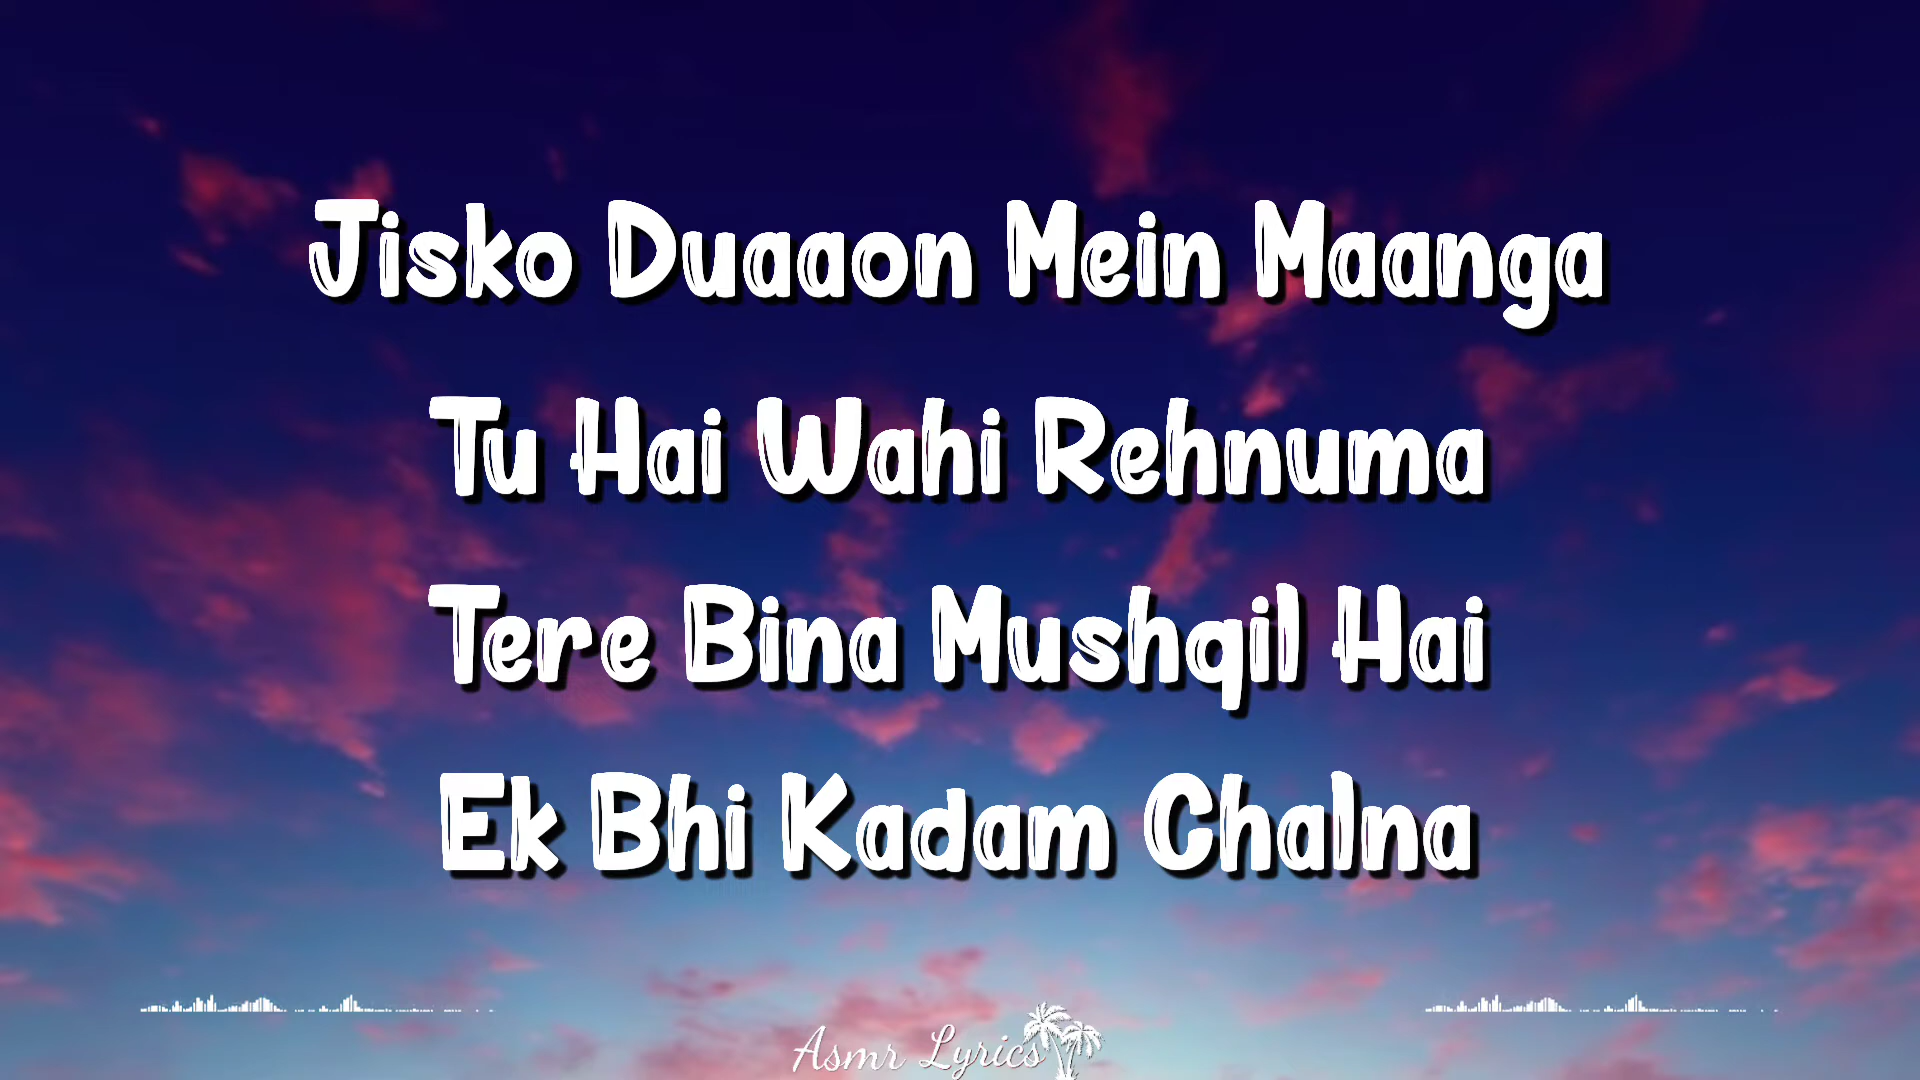 Jisko Duaaon Mein Maanga
Tu Hai Wahi Rehnuma
Tere Bina Mushqil Hai
Ek Bhi Kadam Chalna
Asmr Lyrics